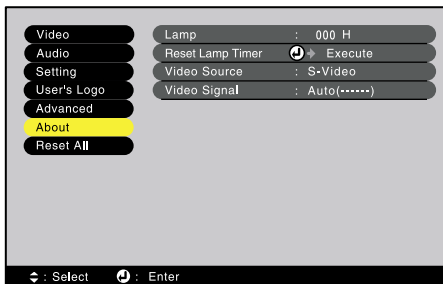 Video
Audio
Setting
User's Logo
Advanced
About
Reset All
Lamp : 000 H
Reset Lamp Timer Execute
Video Source : S-Video
Video Signal : Auto(------)
: Select : Enter